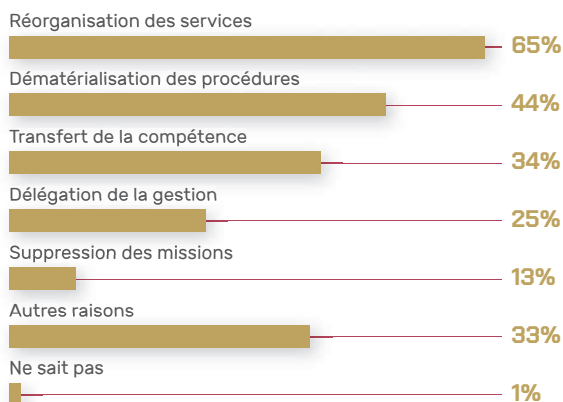 Réorganisation des services
65%
Dématérialisation des procédures
44%
Transfert de la compétence
34%
Délégation de la gestion
25%
Suppression des missions
13%
Autres raisons
33%
Ne sait pas
1%